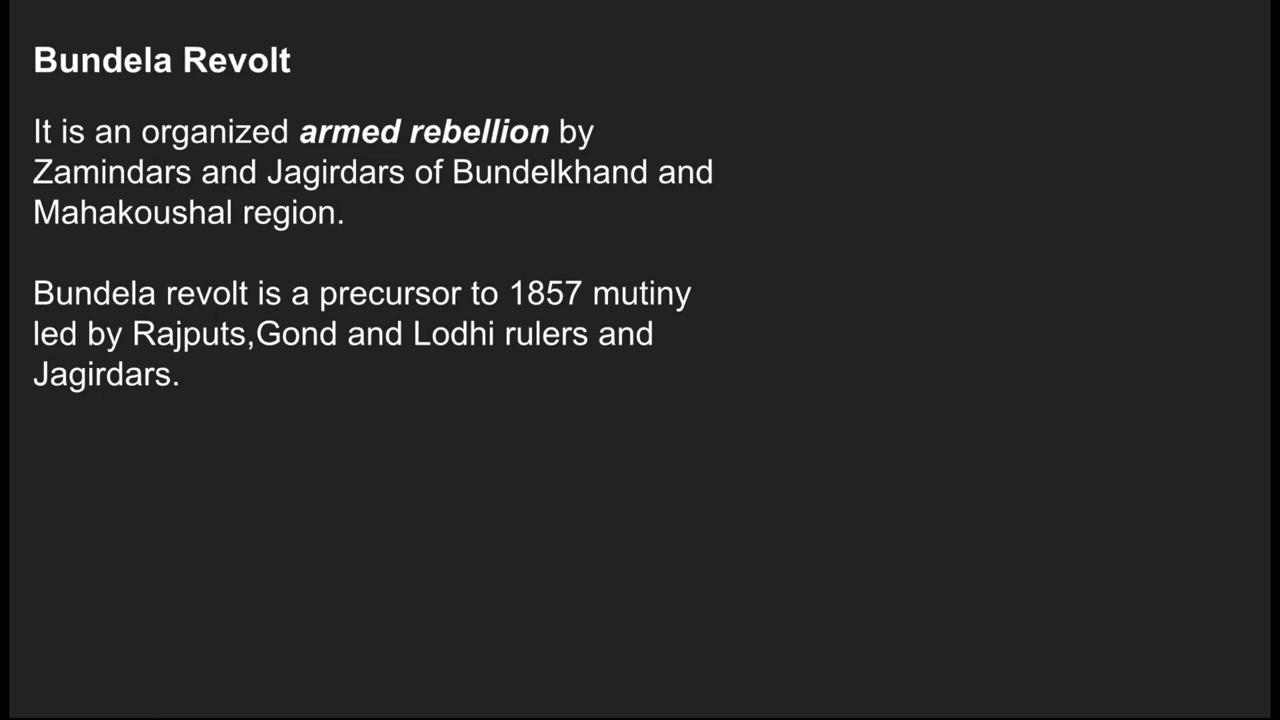 Bundela Revolt
It is an organized armed rebellion by
Zamindars and Jagirdars of Bundelkhand and
Mahakoushal region.
Bundela revolt is a precursor to 1857 mutiny
led by Rajputs,Gond and Lodhi rulers and
Jagirdars.